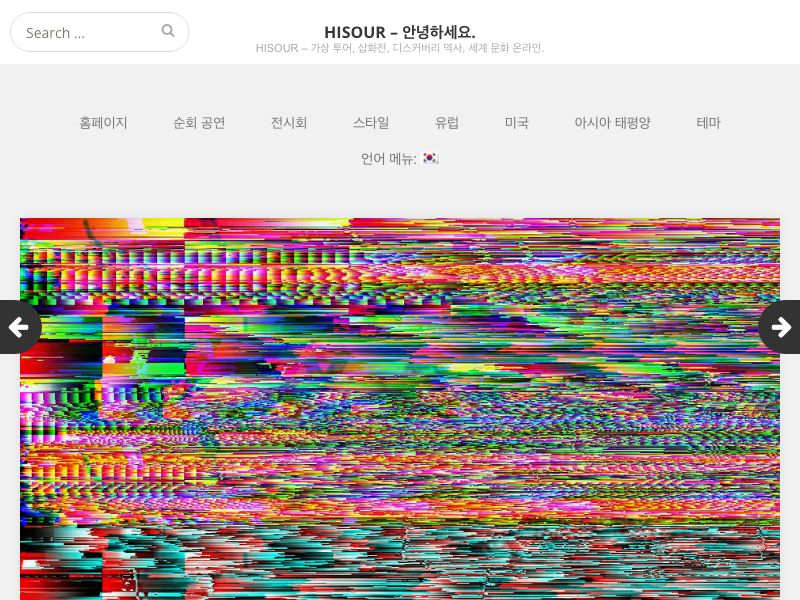 Search ...
HISOUR – 안녕하세요.
HISOUR – 가상 투어, 삽화전, 디스커버리 역사, 세계 문화 온라인.
홈페이지 순회 공연 전시회 스타일 유럽 미국 아시아 태평양 테마
언어 메뉴: